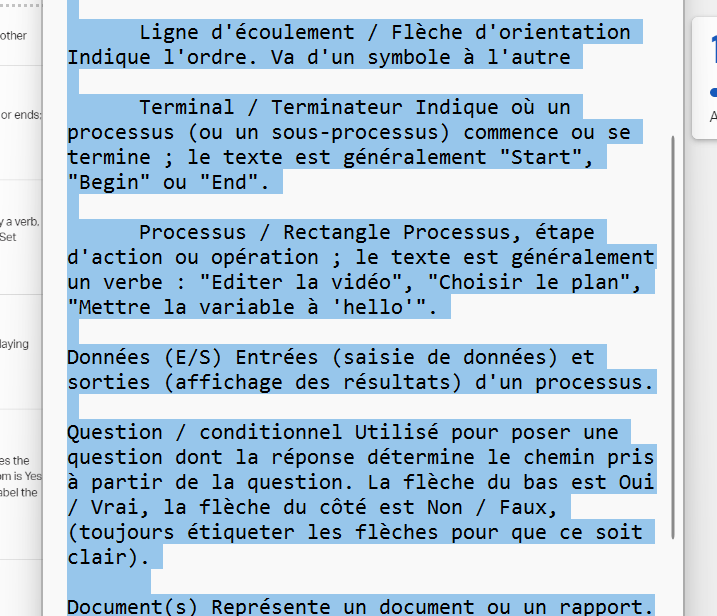 other
or ends;
y a verb.
Set
laying
es the
om is Yes
abel the
Ligne d'écoulement / Flèche d'orientation
Indique l'ordre. Va d'un symbole à l'autre
Terminal / Terminateur Indique où un
processus (ou un sous-processus) commence ou se
termine ; le texte est généralement "Start",
"Begin" ou "End".
Processus / Rectangle Processus, étape
d'action ou opération ; le texte est généralement
un verbe : "Editer la vidéo", "Choisir le plan",
"Mettre la variable à 'hello'".
Données (E/S) Entrées (saisie de données) et
sorties (affichage des résultats) d'un processus.
Question / conditionnel Utilisé pour poser une
question dont la réponse détermine le chemin pris
à partir de la question. La flèche du bas est Oui
/ Vrai, la flèche du côté est Non / Faux,
(toujours étiqueter les flèches pour que ce soit
clair).
Document(s) Représente un document ou un rapport.